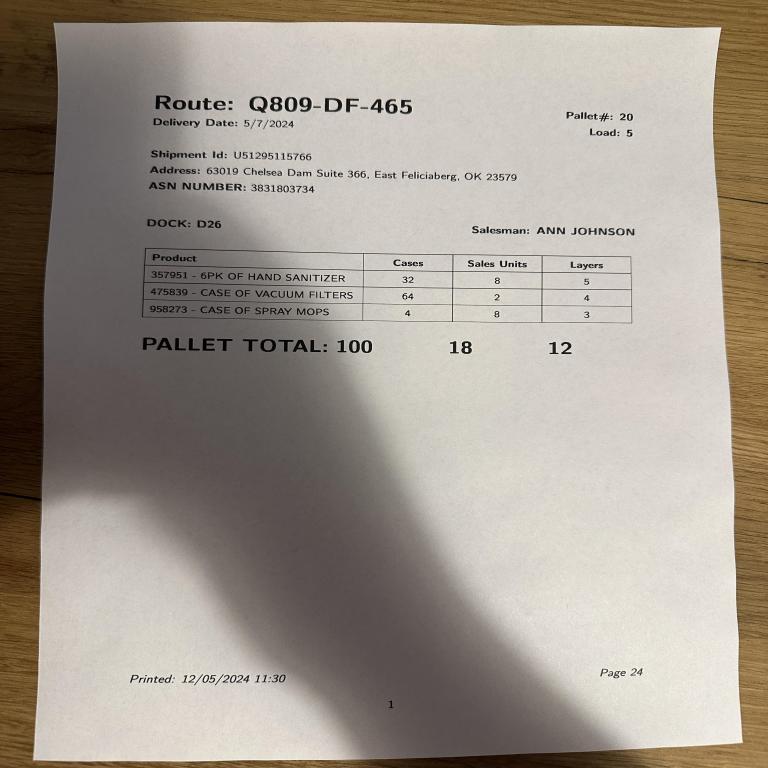 Route: Q809-DF-465
Delivery Date: 5/7/2024
Pallet#: 20
Load: 5
Shipment Id: U51295115766
Address: 63019 Chelsea Dam Suite 366, East Feliciaberg, OK 23579
ASN NUMBER: 3831803734
DOCK: D26
Salesman: ANN JOHNSON
Product Cases Sales Units Layers
357951 - 6PK OF HAND SANITIZER 32 8 5
475839 - CASE OF VACUUM FILTERS 64 2 4
958273 - CASE OF SPRAY MOPS 4 8 3
PALLET TOTAL: 100 18 12
Printed: 12/05/2024 11:30
Page 24
1